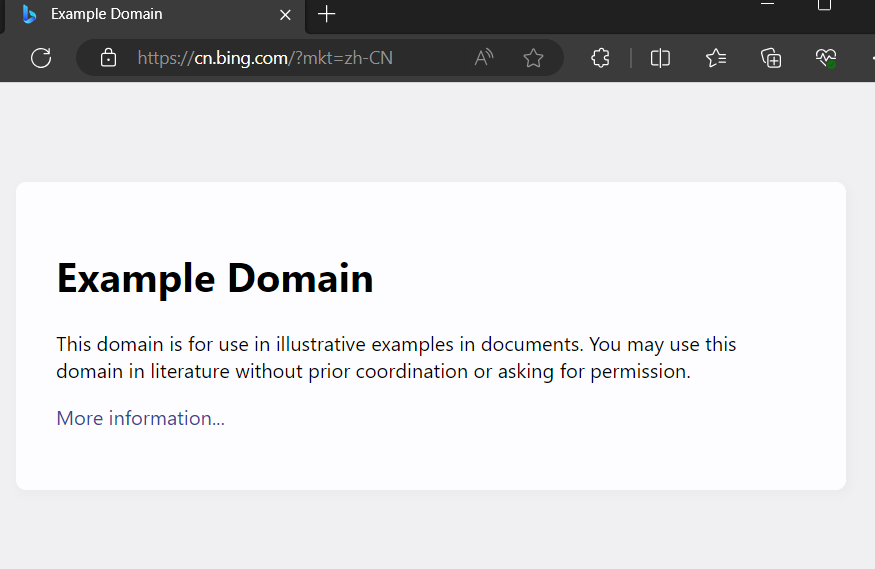 Example Domain
https://cn.bing.com/?mkt=zh-CN
Example Domain
This domain is for use in illustrative examples in documents. You may use this
domain in literature without prior coordination or asking for permission.
More information...